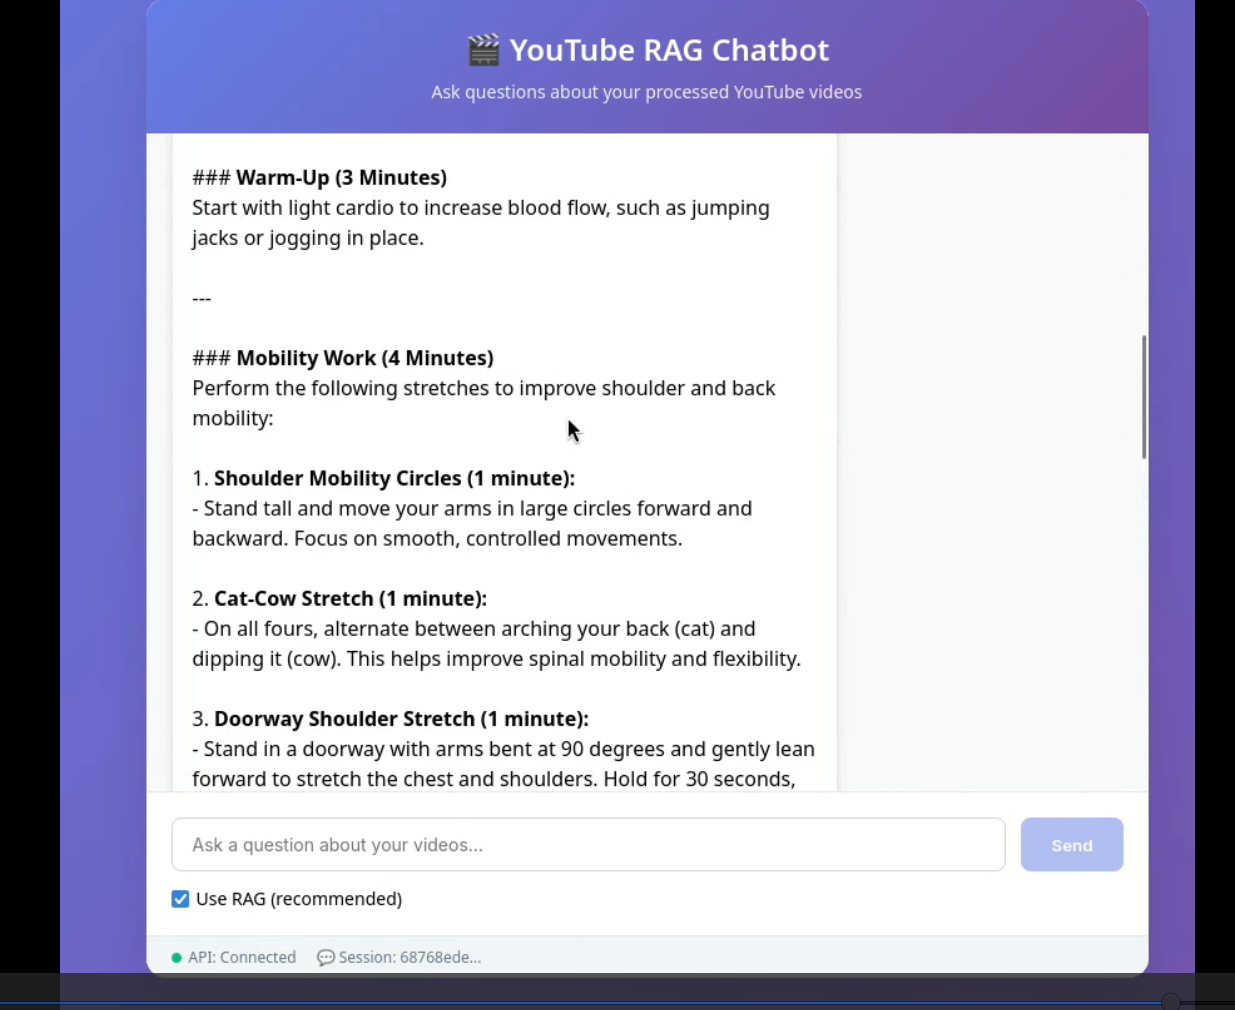 🎬 YouTube RAG Chatbot
Ask questions about your processed YouTube videos
### Warm-Up (3 Minutes)
Start with light cardio to increase blood flow, such as jumping
jacks or jogging in place.
---
### Mobility Work (4 Minutes)
Perform the following stretches to improve shoulder and back
mobility:
1. Shoulder Mobility Circles (1 minute):
- Stand tall and move your arms in large circles forward and
backward. Focus on smooth, controlled movements.
2. Cat-Cow Stretch (1 minute):
- On all fours, alternate between arching your back (cat) and
dipping it (cow). This helps improve spinal mobility and flexibility.
3. Doorway Shoulder Stretch (1 minute):
- Stand in a doorway with arms bent at 90 degrees and gently lean
forward to stretch the chest and shoulders. Hold for 30 seconds,
Ask a question about your videos...
Send
Use RAG (recommended)
API: Connected
💬 Session: 68768ede...